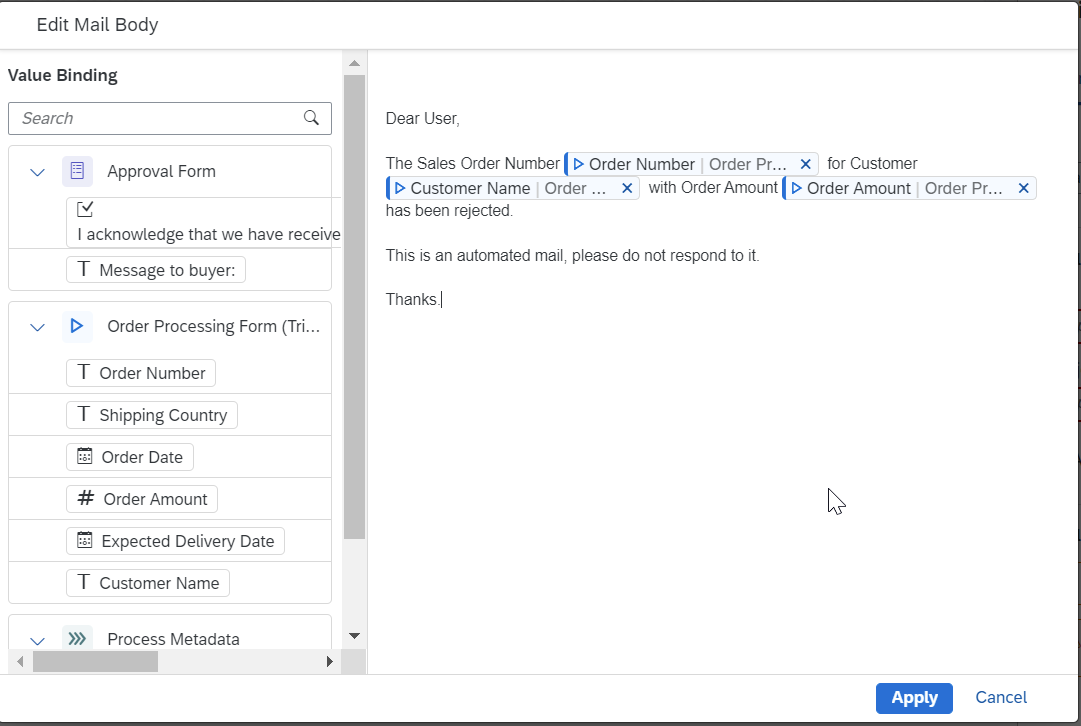 Edit Mail Body
Value Binding
Search
Approval Form
I acknowledge that we have receive
T Message to buyer:
Order Processing Form (Tri...
T Order Number
T Shipping Country
Order Date
# Order Amount
Expected Delivery Date
T Customer Name
Process Metadata
Dear User,
The Sales Order Number Order Number | Order Pr... × for Customer
Customer Name | Order ... × with Order Amount Order Amount | Order Pr... ×
has been rejected.
This is an automated mail, please do not respond to it.
Thanks.
Apply Cancel